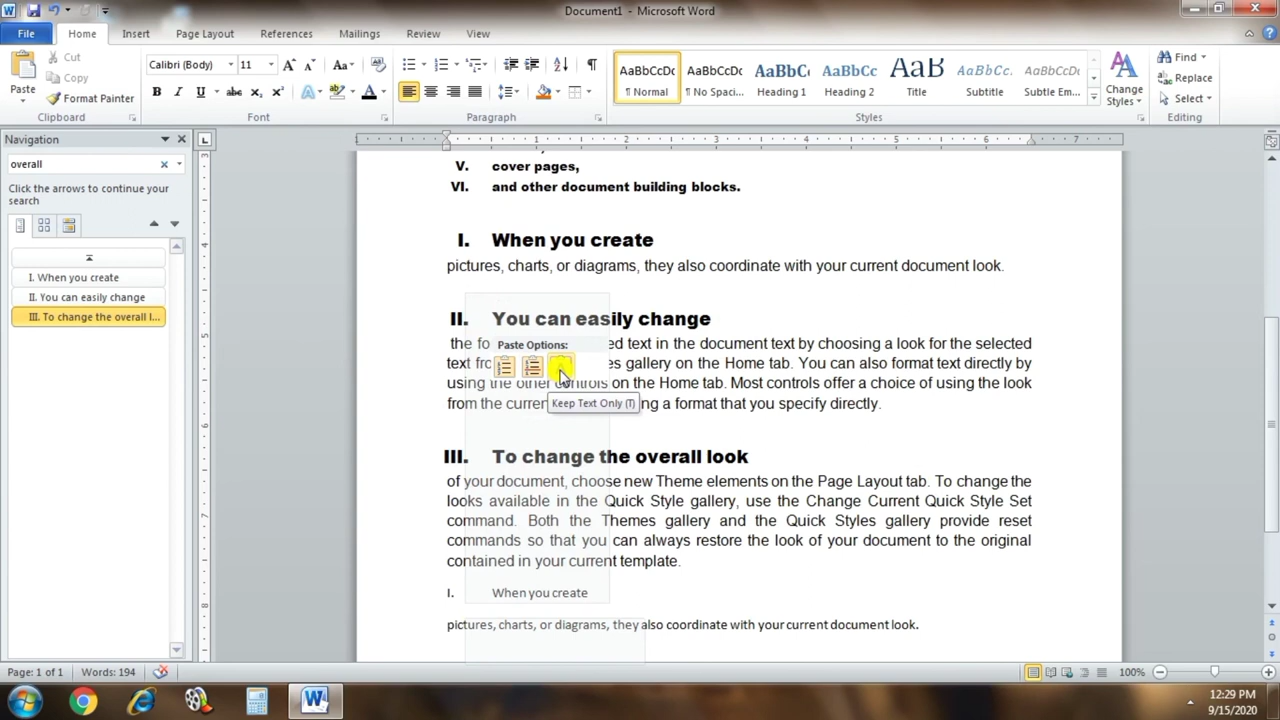 Document1 - Microsoft Word
File Home Insert Page Layout References Mailings Review View
Paste
Cut
Copy
Format Painter
Clipboard
Calibri (Body) 11
Font
Paragraph
AaBbCcDc AaBbCcDc AaBbCc AaBbCc AaB AaBbCcDc AaBbCcDc
¶ Normal ¶ No Spaci... Heading 1 Heading 2 Title Subtitle Subtle Em...
Change Styles
Styles
Find
Replace
Select
Editing
Navigation
overall
Click the arrows to continue your
search
I. When you create
II. You can easily change
III. To change the overall l...
V. cover pages,
VI. and other document building blocks.
I. When you create
pictures, charts, or diagrams, they also coordinate with your current document look.
II. You can easily change
the fo ed text in the document text by choosing a look for the selected
text fro es gallery on the Home tab. You can also format text directly by
using the other controls on the Home tab. Most controls offer a choice of using the look
from the curren ng a format that you specify directly.
Paste Options:
Keep Text Only (T)
III. To change the overall look
of your document, choose new Theme elements on the Page Layout tab. To change the
looks available in the Quick Style gallery, use the Change Current Quick Style Set
command. Both the Themes gallery and the Quick Styles gallery provide reset
commands so that you can always restore the look of your document to the original
contained in your current template.
I. When you create
pictures, charts, or diagrams, they also coordinate with your current document look.
Page: 1 of 1 Words: 194 100%
12:29 PM
9/15/2020